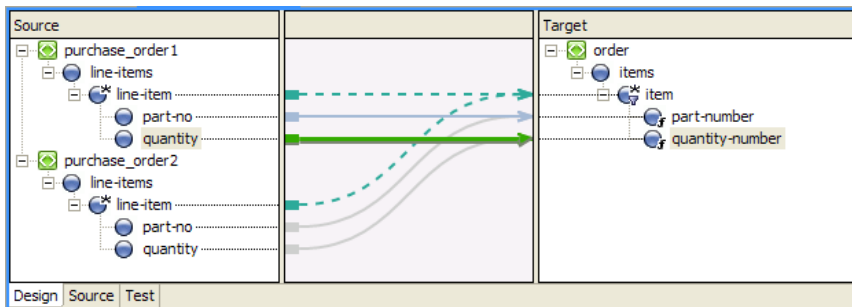 Source
purchase_order1
line-items
line-item
part-no
quantity
purchase_order2
line-items
line-item
part-no
quantity
Target
order
items
item
part-number
quantity-number
Design Source Test